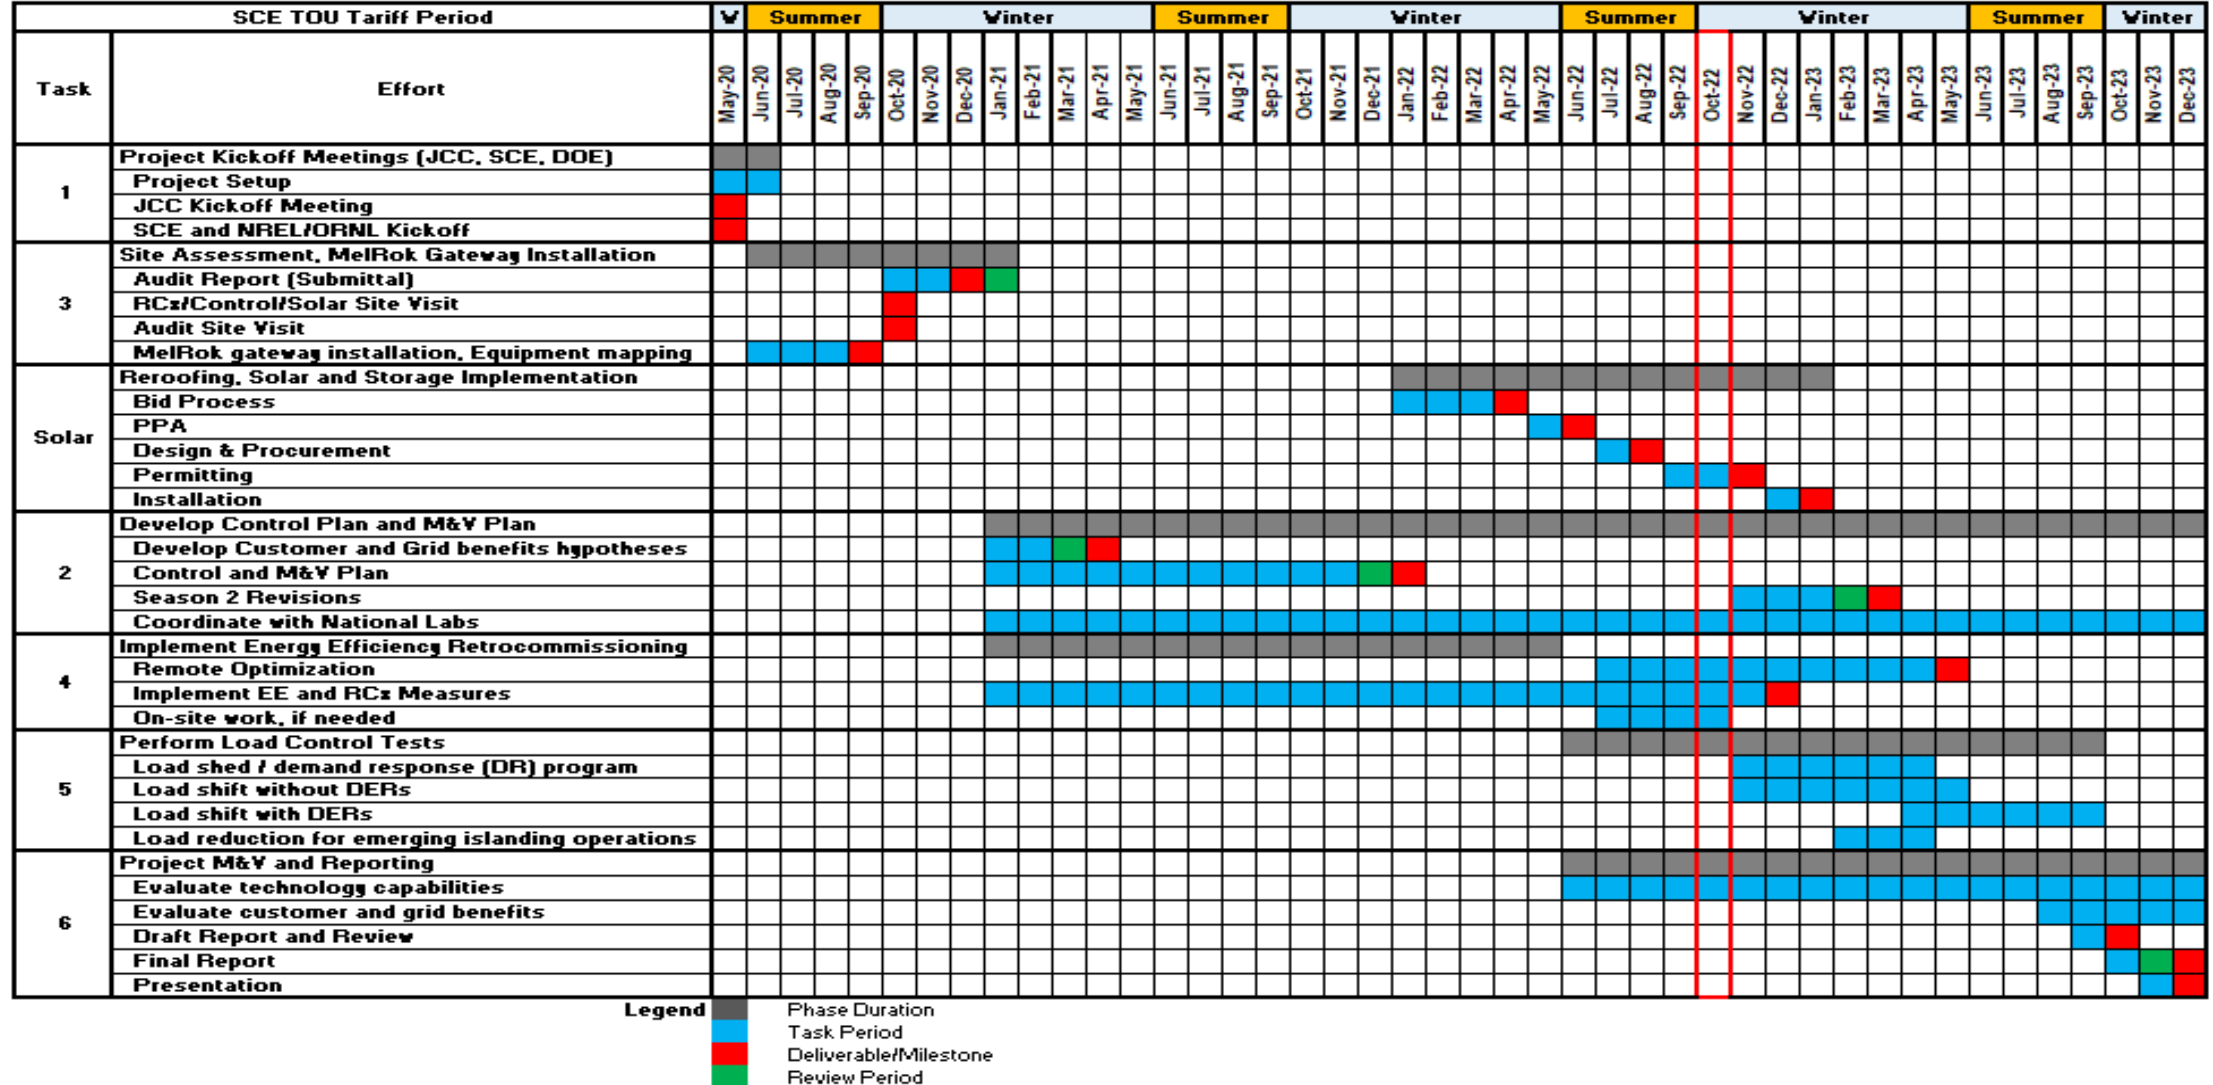 SCE TOU Tariff Period W Summer Winter Summer Winter Summer Winter Summer Winter
Task Effort May-20 Jun-20 Jul-20 Aug-20 Sep-20 Oct-20 Nov-20 Dec-20 Jan-21 Feb-21 Mar-21 Apr-21 May-21 Jun-21 Jul-21 Aug-21 Sep-21 Oct-21 Nov-21 Dec-21 Jan-22 Feb-22 Mar-22 Apr-22 May-22 Jun-22 Jul-22 Aug-22 Sep-22 Oct-22 Nov-22 Dec-22 Jan-23 Feb-23 Mar-23 Apr-23 May-23 Jun-23 Jul-23 Aug-23 Sep-23 Oct-23 Nov-23 Dec-23
1
Project Kickoff Meetings (JCC, SCE, DOE)
Project Setup
JCC Kickoff Meeting
SCE and NREL/ORNL Kickoff
3
Site Assessment, MelRok Gateway Installation
Audit Report (Submittal)
RCx/Control/Solar Site Visit
Audit Site Visit
MelRok gateway installation, Equipment mapping
Solar
Reroofing, Solar and Storage Implementation
Bid Process
PPA
Design & Procurement
Permitting
Installation
2
Develop Control Plan and M&V Plan
Develop Customer and Grid benefits hypotheses
Control and M&V Plan
Season 2 Revisions
Coordinate with National Labs
4
Implement Energy Efficiency Retrocommissioning
Remote Optimization
Implement EE and RCx Measures
On-site work, if needed
5
Perform Load Control Tests
Load shed / demand response (DR) program
Load shift without DERs
Load shift with DERs
Load reduction for emerging islanding operations
6
Project M&V and Reporting
Evaluate technology capabilities
Evaluate customer and grid benefits
Draft Report and Review
Final Report
Presentation
Legend Phase Duration
Task Period
Deliverable/Milestone
Review Period